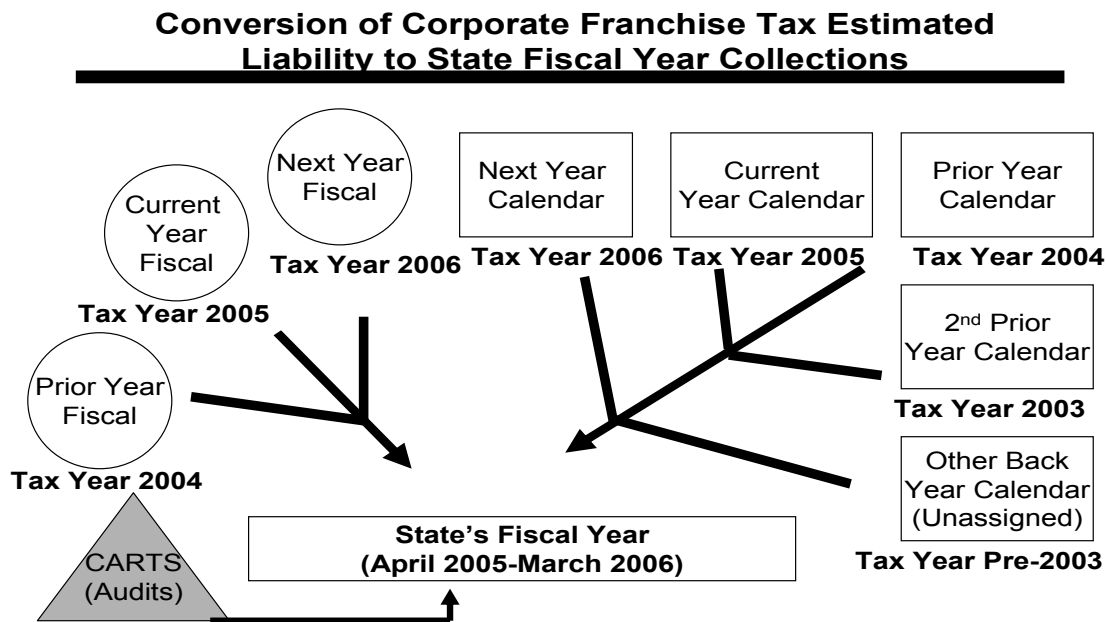 Conversion of Corporate Franchise Tax Estimated
Liability to State Fiscal Year Collections
Next Year
Fiscal
Tax Year 2006
Next Year
Calendar
Tax Year 2006
Current
Year Calendar
Tax Year 2005
Prior Year
Calendar
Tax Year 2004
Current
Year
Fiscal
Tax Year 2005
2nd Prior
Year Calendar
Tax Year 2003
Prior Year
Fiscal
Tax Year 2004
Other Back
Year Calendar
(Unassigned)
Tax Year Pre-2003
CARTS
(Audits)
State’s Fiscal Year
(April 2005-March 2006)